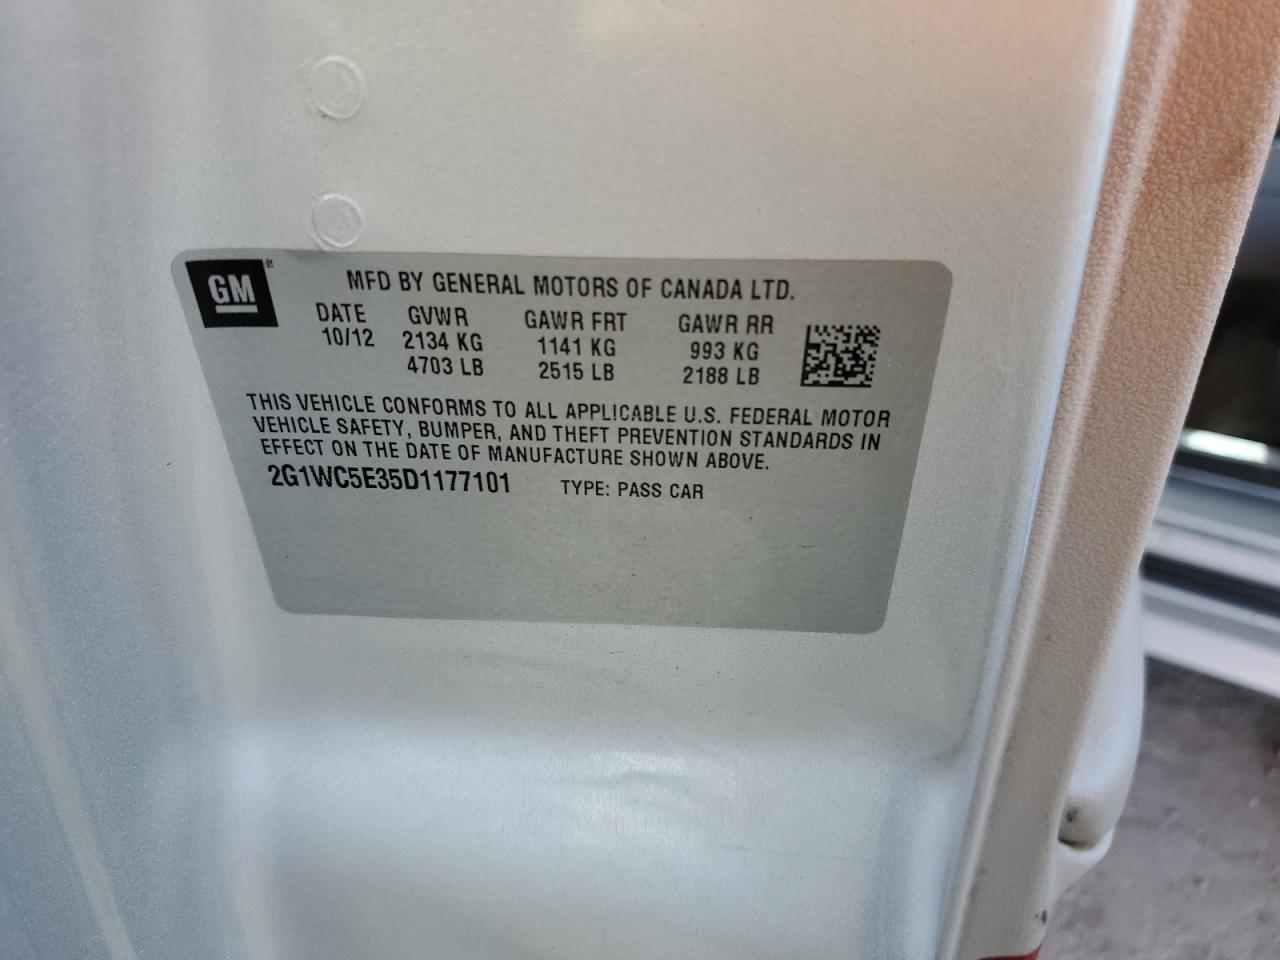 GM®
MFD BY GENERAL MOTORS OF CANADA LTD.
DATE GVWR GAWR FRT GAWR RR
10/12 2134 KG 1141 KG 993 KG
4703 LB 2515 LB 2188 LB
THIS VEHICLE CONFORMS TO ALL APPLICABLE U.S. FEDERAL MOTOR
VEHICLE SAFETY, BUMPER, AND THEFT PREVENTION STANDARDS IN
EFFECT ON THE DATE OF MANUFACTURE SHOWN ABOVE.
2G1WC5E35D1177101 TYPE: PASS CAR